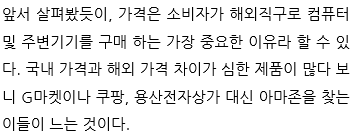 앞서 살펴봤듯이, 가격은 소비자가 해외직구로 컴퓨터
및 주변기기를 구매 하는 가장 중요한 이유라 할 수 있
다. 국내 가격과 해외 가격 차이가 심한 제품이 많다 보
니 G마켓이나 쿠팡, 용산전자상가 대신 아마존을 찾는
이들이 느는 것이다.